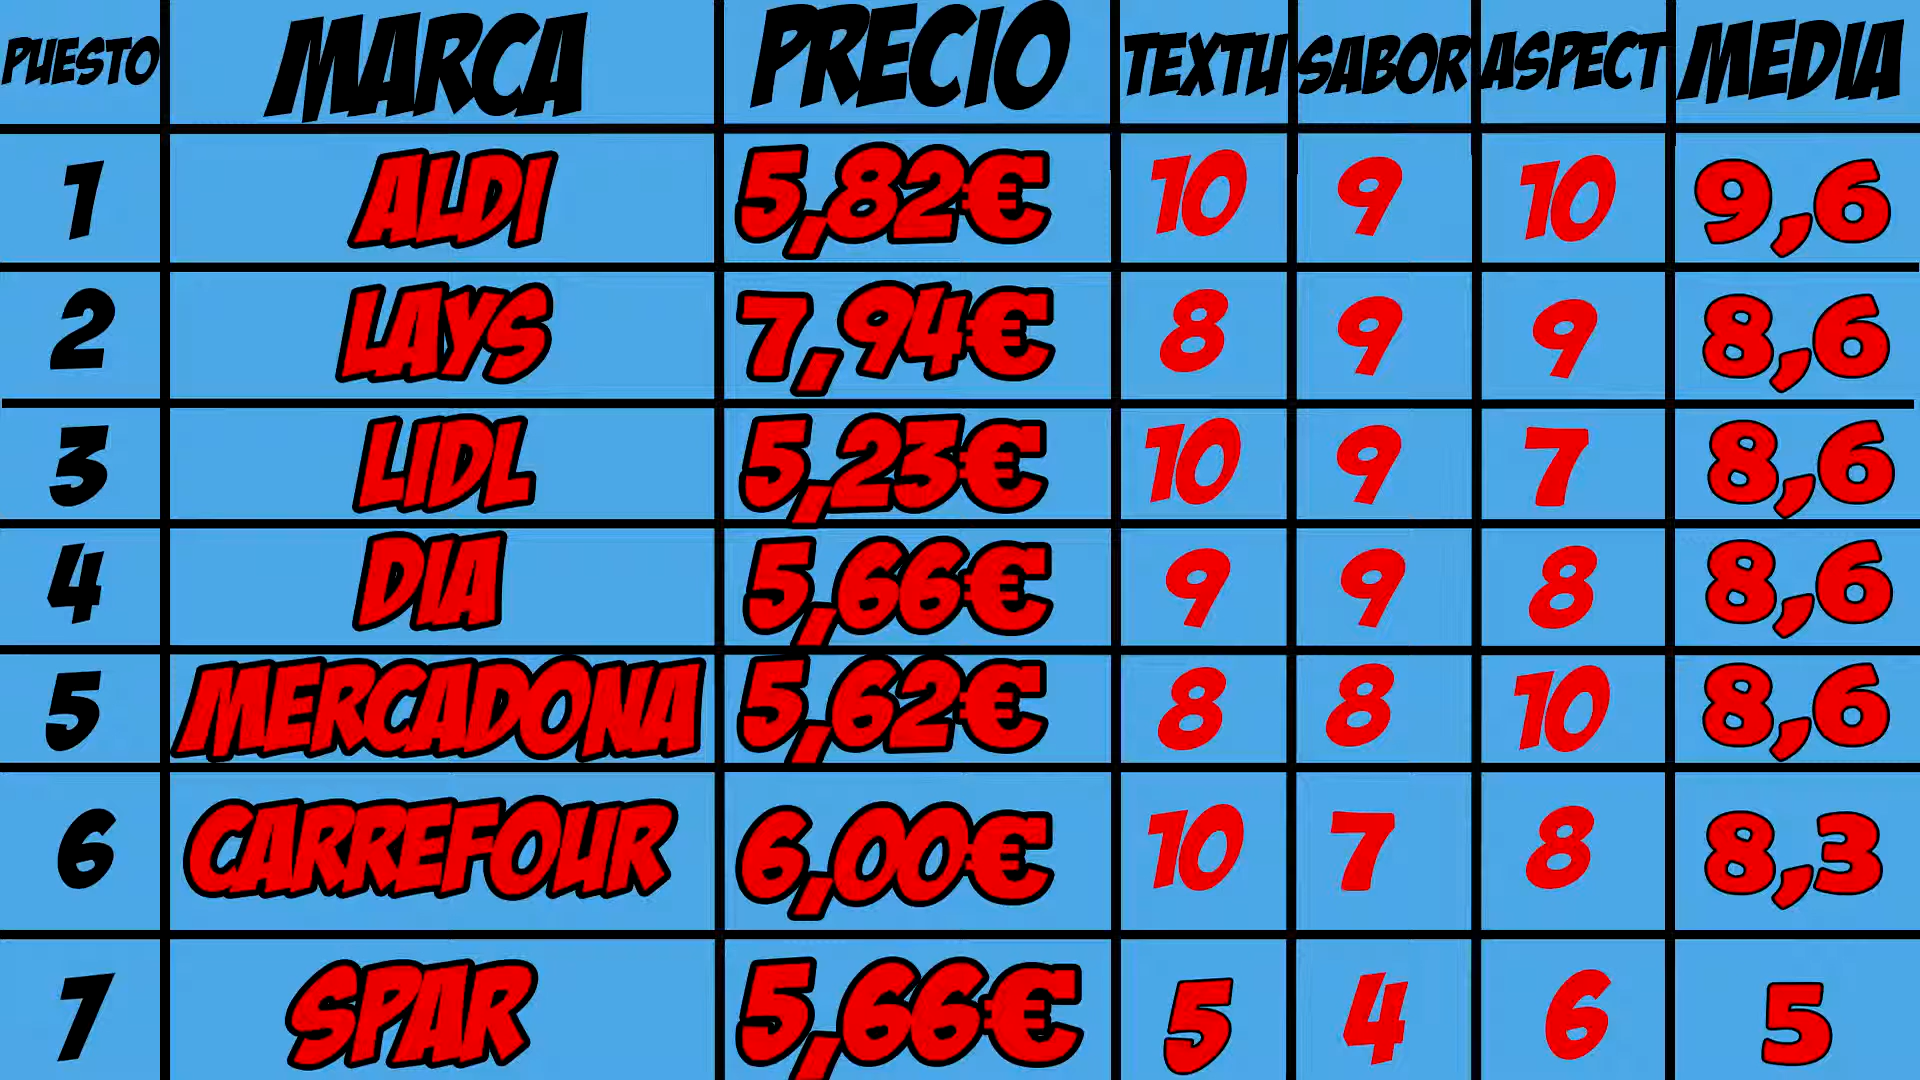 PUESTO MARCA PRECIO TEXTU SABOR ASPECT MEDIA
1 ALDI 5,82€ 10 9 10 9,6
2 LAYS 7,94€ 8 9 9 8,6
3 LIDL 5,23€ 10 9 7 8,6
4 DIA 5,66€ 9 9 8 8,6
5 MERCADONA 5,62€ 8 8 10 8,6
6 CARREFOUR 6,00€ 10 7 8 8,3
7 SPAR 5,66€ 5 4 6 5